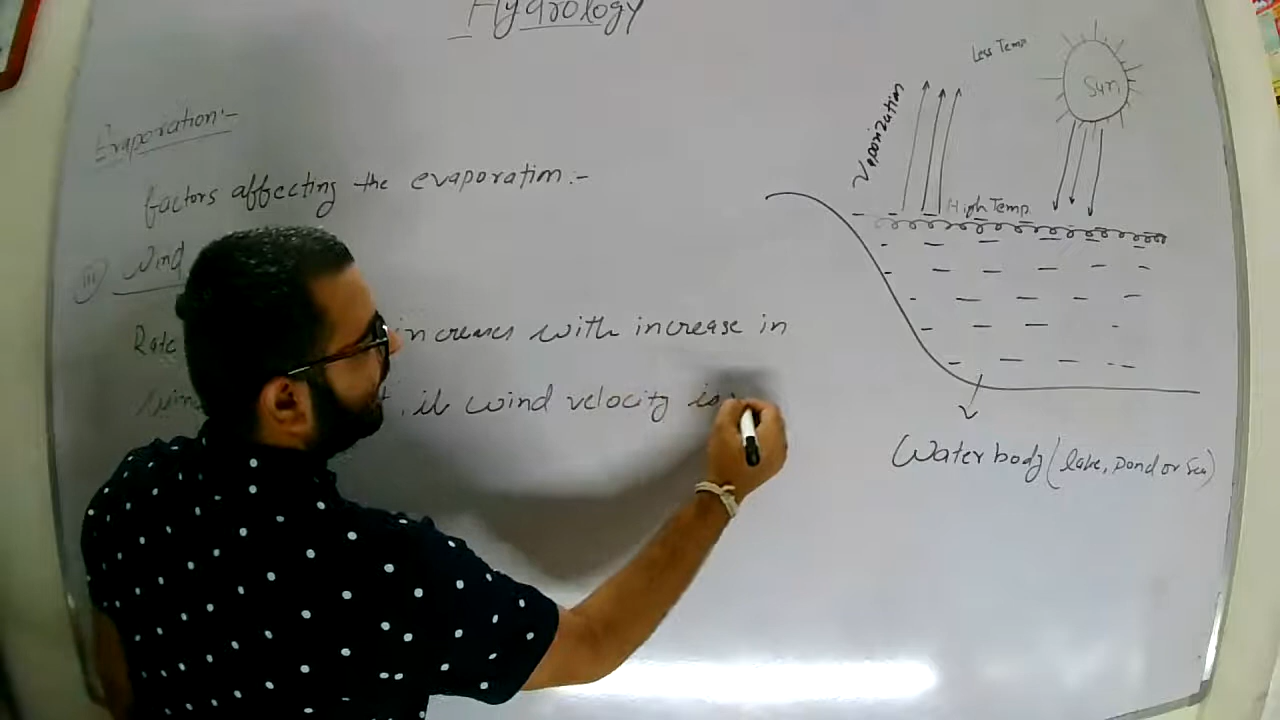 Hydrology
Evaporation:-
factors affecting the evaporation:-
(iii) Wind
Rate increases with increase in
wind velocity is
Less Temp
Sun
Vaporization
High Temp
Water body (lake, Pond or Sea)